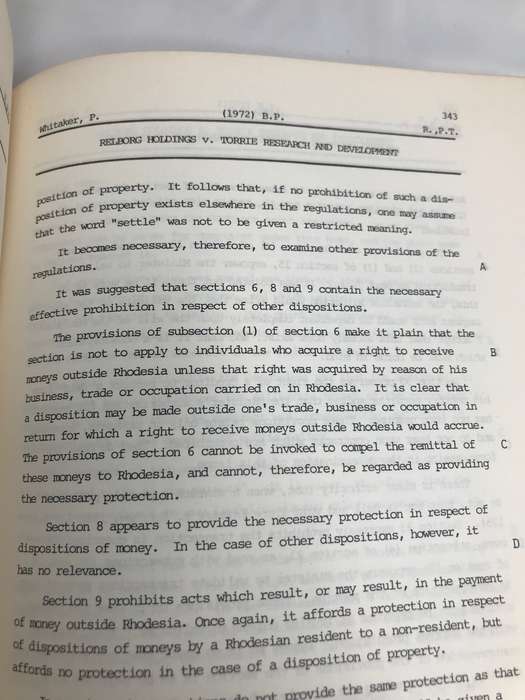 Whitaker, P. (1972) B.P. 343
R.,P.T.
RELBORG HOLDINGS v. TORRIE RESEARCH AND DEVELOPMENT
position of property. It follows that, if no prohibition of such a dis-
position of property exists elsewhere in the regulations, one may assume
that the word "settle" was not to be given a restricted meaning.
It becomes necessary, therefore, to examine other provisions of the
regulations. A
It was suggested that sections 6, 8 and 9 contain the necessary
effective prohibition in respect of other dispositions.
The provisions of subsection (1) of section 6 make it plain that the
section is not to apply to individuals who acquire a right to receive B
moneys outside Rhodesia unless that right was acquired by reason of his
business, trade or occupation carried on in Rhodesia. It is clear that
a disposition may be made outside one's trade, business or occupation in
return for which a right to receive moneys outside Rhodesia would accrue.
The provisions of section 6 cannot be invoked to compel the remittal of C
these moneys to Rhodesia, and cannot, therefore, be regarded as providing
the necessary protection.
Section 8 appears to provide the necessary protection in respect of
dispositions of money. In the case of other dispositions, however, it D
has no relevance.
Section 9 prohibits acts which result, or may result, in the payment
of money outside Rhodesia. Once again, it affords a protection in respect
of dispositions of moneys by a Rhodesian resident to a non-resident, but
affords no protection in the case of a disposition of property.
do not provide the same protection as that
given a